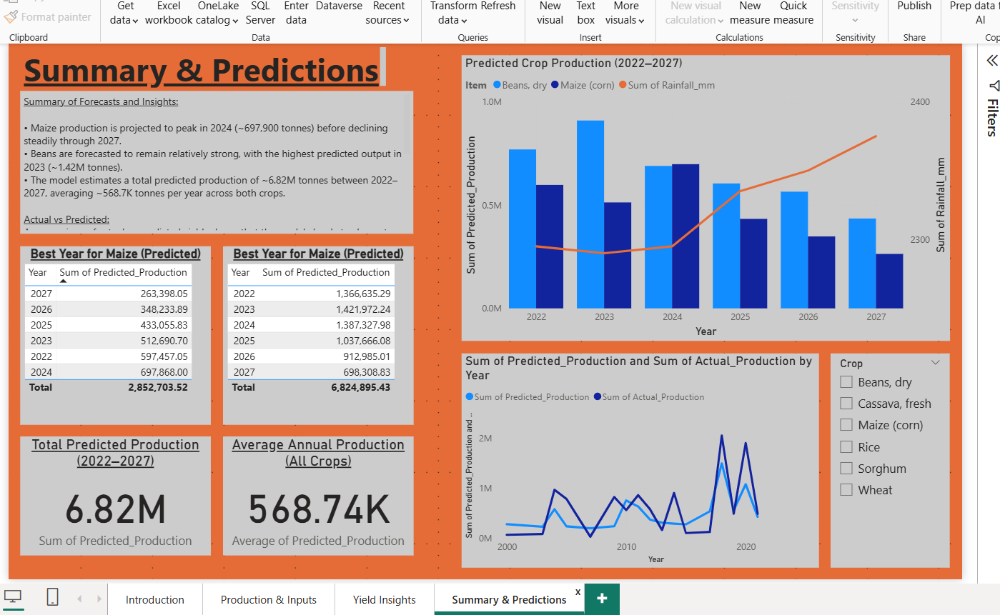 Format painter
Clipboard
Get data
Excel workbook
OneLake catalog
SQL Server
Enter data
Dataverse
Recent sources
Data
Transform data
Refresh
Queries
New visual
Text box
More visuals
Insert
New visual calculation
New measure
Quick measure
Calculations
Sensitivity
Sensitivity
Publish
Share
Prep data
AI
Cop
Summary & Predictions
Summary of Forecasts and Insights:
• Maize production is projected to peak in 2024 (~697,900 tonnes) before declining
steadily through 2027.
• Beans are forecasted to remain relatively strong, with the highest predicted output in
2023 (~1.42M tonnes).
• The model estimates a total predicted production of ~6.82M tonnes between 2022–
2027, averaging ~568.7K tonnes per year across both crops.
Actual vs Predicted:
Best Year for Maize (Predicted)
Year Sum of Predicted_Production
2027 263,398.05
2026 348,233.89
2025 433,055.83
2023 512,690.70
2022 597,457.05
2024 697,868.00
Total 2,852,703.52
Best Year for Maize (Predicted)
Year Sum of Predicted_Production
2022 1,366,635.29
2023 1,421,972.24
2024 1,387,327.98
2025 1,037,666.08
2026 912,985.01
2027 698,308.83
Total 6,824,895.43
Total Predicted Production
(2022–2027)
6.82M
Sum of Predicted_Production
Average Annual Production
(All Crops)
568.74K
Average of Predicted_Production
Predicted Crop Production (2022–2027)
Item Beans, dry Maize (corn) Sum of Rainfall_mm
Sum of Predicted_Production
1.0M
0.5M
0.0M
2400
2300
Sum of Rainfall_mm
2022 2023 2024 2025 2026 2027
Year
Sum of Predicted_Production and Sum of Actual_Production by
Year
Sum of Predicted_Production Sum of Actual_Production
Sum of Predicted_Production and ...
2M
1M
0M
2000 2010 2020
Year
Crop
Beans, dry
Cassava, fresh
Maize (corn)
Rice
Sorghum
Wheat
Filters
Introduction
Production & Inputs
Yield Insights
Summary & Predictions
x
+